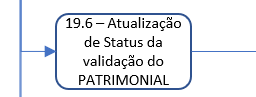 19.6 – Atualização
de Status da
validação do
PATRIMONIAL